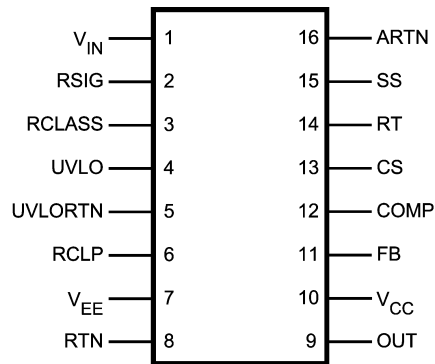 V_IN 1 16 ARTN
RSIG 2 15 SS
RCLASS 3 14 RT
UVLO 4 13 CS
UVLORTN 5 12 COMP
RCLP 6 11 FB
V_EE 7 10 V_CC
RTN 8 9 OUT